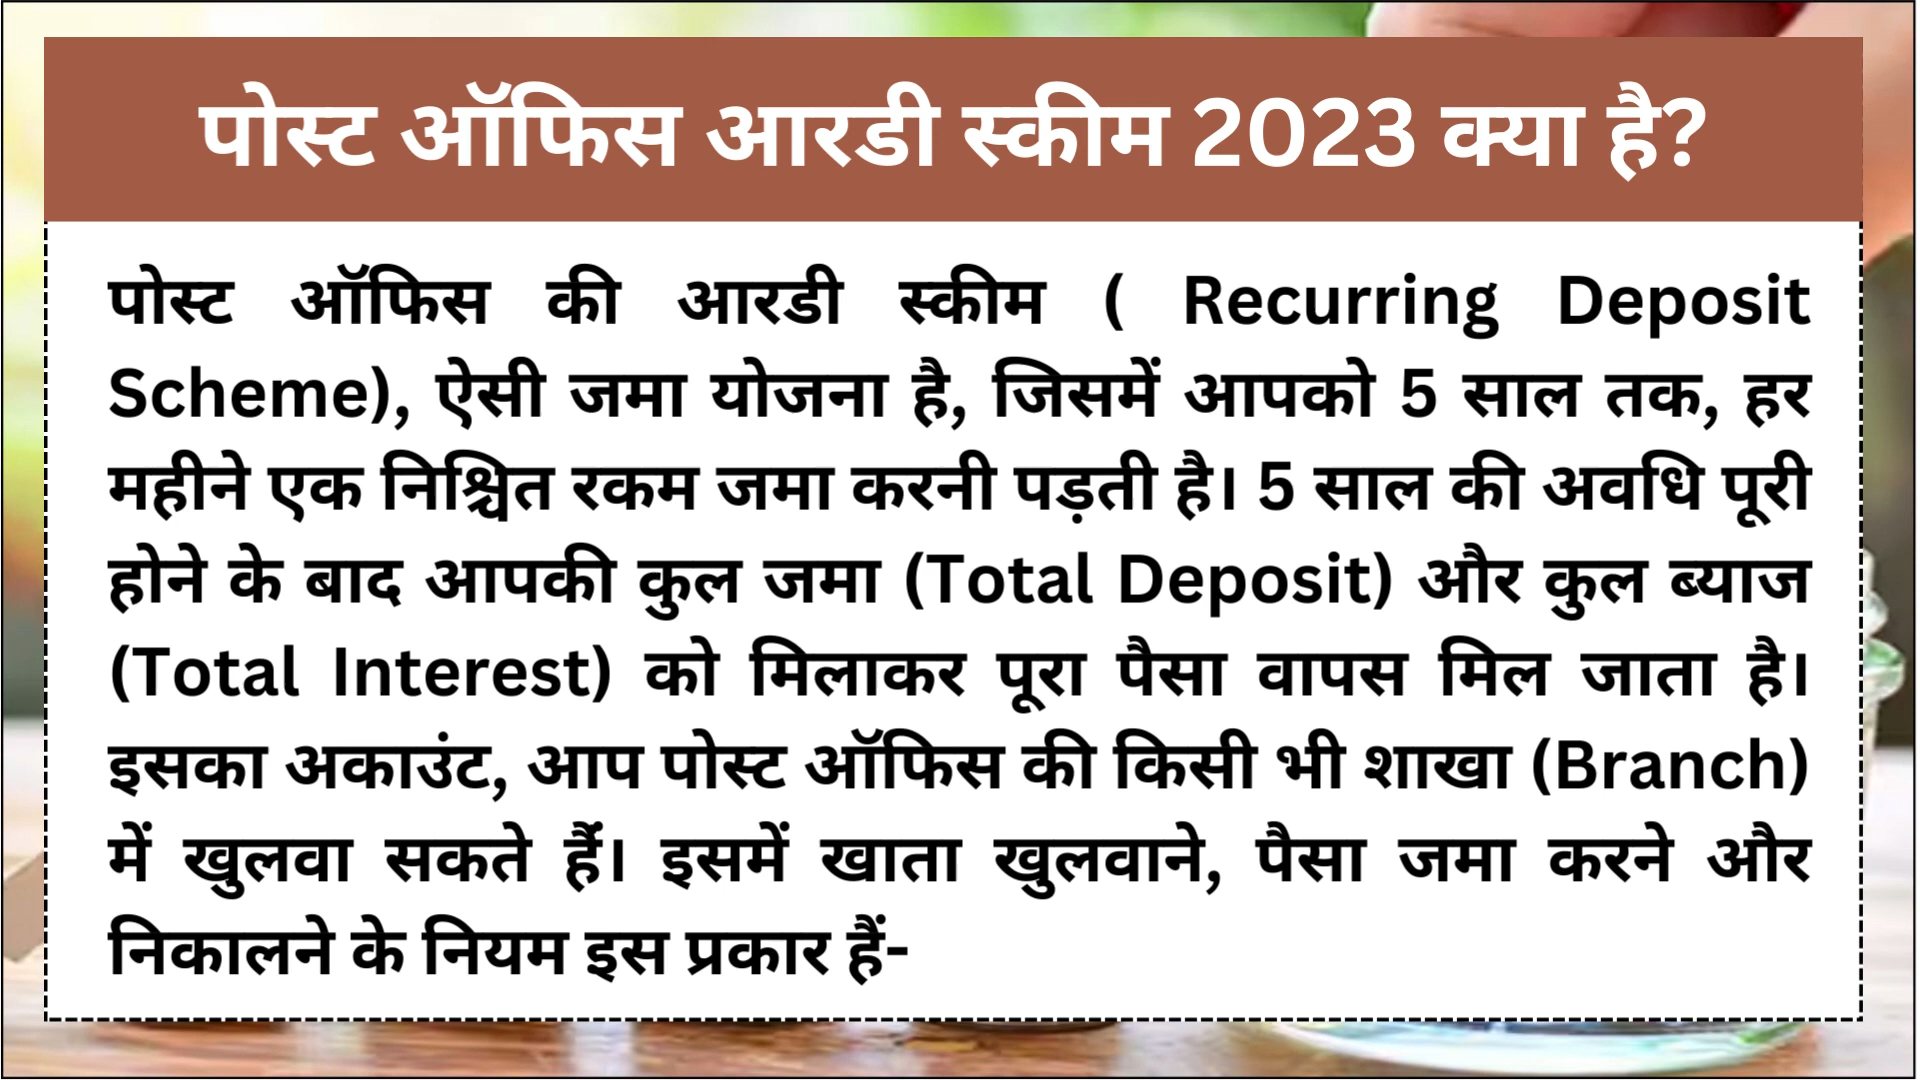 पोस्ट ऑफिस आरडी स्कीम 2023 क्या है?
पोस्ट ऑफिस की आरडी स्कीम ( Recurring Deposit
Scheme), ऐसी जमा योजना है, जिसमें आपको 5 साल तक, हर
महीने एक निश्चित रकम जमा करनी पड़ती है। 5 साल की अवधि पूरी
होने के बाद आपकी कुल जमा (Total Deposit) और कुल ब्याज
(Total Interest) को मिलाकर पूरा पैसा वापस मिल जाता है।
इसका अकाउंट, आप पोस्ट ऑफिस की किसी भी शाखा (Branch)
में खुलवा सकते हैं। इसमें खाता खुलवाने, पैसा जमा करने और
निकालने के नियम इस प्रकार हैं-